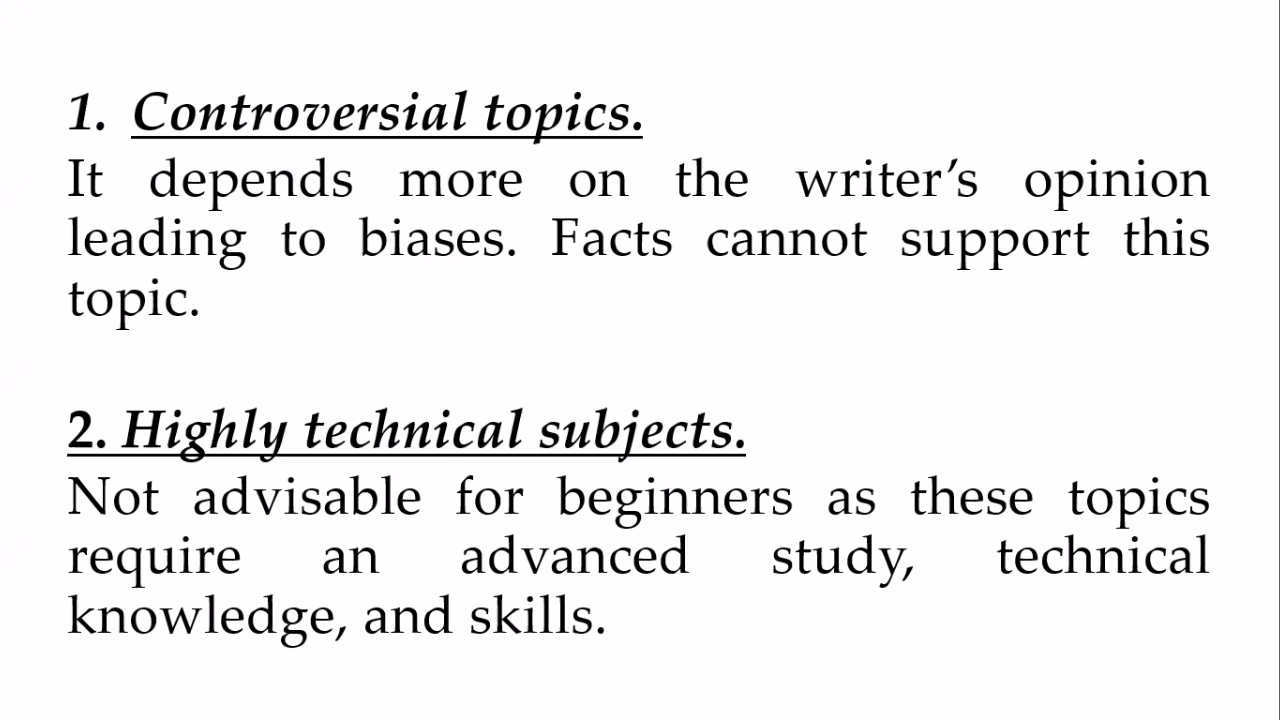 1. Controversial topics.
It depends more on the writer’s opinion
leading to biases. Facts cannot support this
topic.
2. Highly technical subjects.
Not advisable for beginners as these topics
require an advanced study, technical
knowledge, and skills.